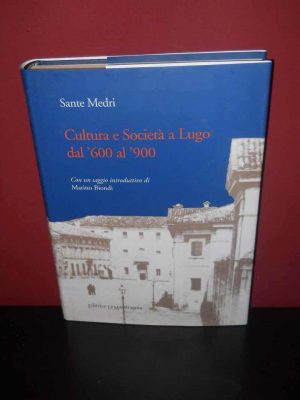 Sante Medri
Cultura e Società a Lugo
dal '600 al '900
Con un saggio introduttivo di
Marino Biondi